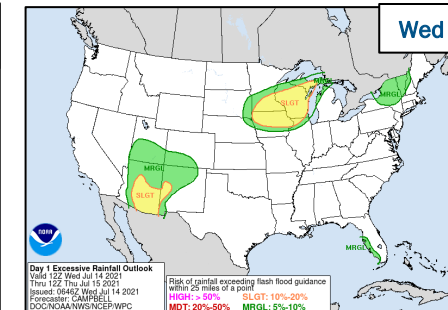 Wed
MRGL
SLGT
MRGL
MRGL
SLGT
MRGL
NOAA
Day 1 Excessive Rainfall Outlook
Valid 12Z Wed Jul 14 2021
Thru 12Z Thu Jul 15 2021
Issued: 0646Z Wed Jul 14 2021
Forecaster: CAMPBELL
DOC/NOAA/NWS/NCEP/WPC
Risk of rainfall exceeding flash flood guidance
within 25 miles of a point
HIGH: > 50% SLGT: 10%-20%
MDT: 20%-50% MRGL: 5%-10%